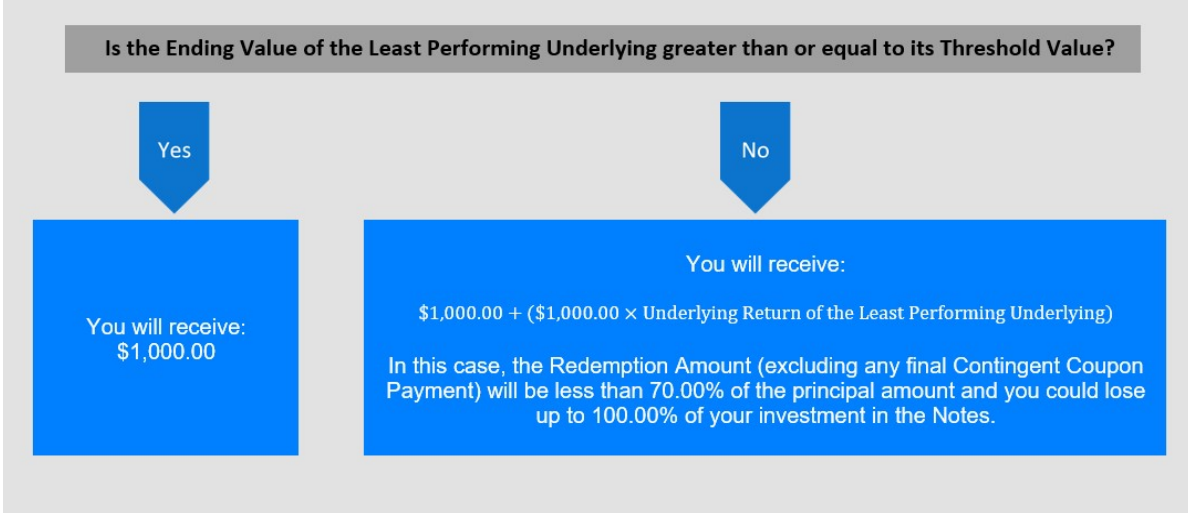 Is the Ending Value of the Least Performing Underlying greater than or equal to its Threshold Value?
Yes
No
You will receive:
$1,000.00
You will receive:
$1,000.00 + ($1,000.00 × Underlying Return of the Least Performing Underlying)
In this case, the Redemption Amount (excluding any final Contingent Coupon
Payment) will be less than 70.00% of the principal amount and you could lose
up to 100.00% of your investment in the Notes.